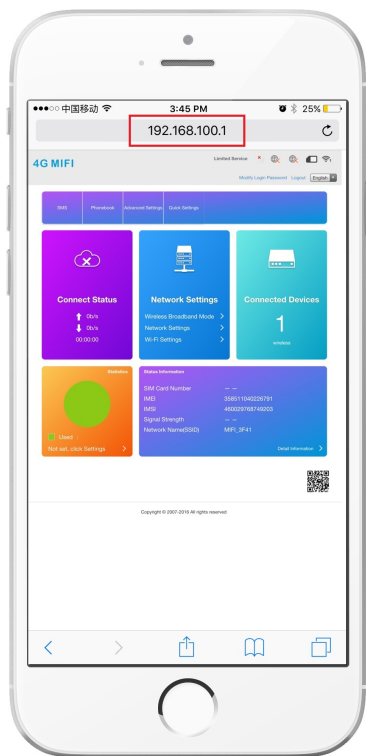 中国移动 3:45 PM 25%
192.168.100.1
4G MIFI
Limited Service
Modify Login Password Logout English
SMS Phonebook Advanced Settings Quick Settings
Connect Status
0b/s
0b/s
00:00:00
Network Settings
Wireless Broadband Mode >
Network Settings >
Wi-Fi Settings >
Connected Devices
1
wireless
Statistics
Used :
Not set, click Settings >
Status Information
SIM Card Number — —
IMEI 358511040226791
IMSI 460029768749203
Signal Strength — —
Network Name(SSID) MIFI_3F41
Detail Information >
Copyright © 2007-2016 All rights reserved